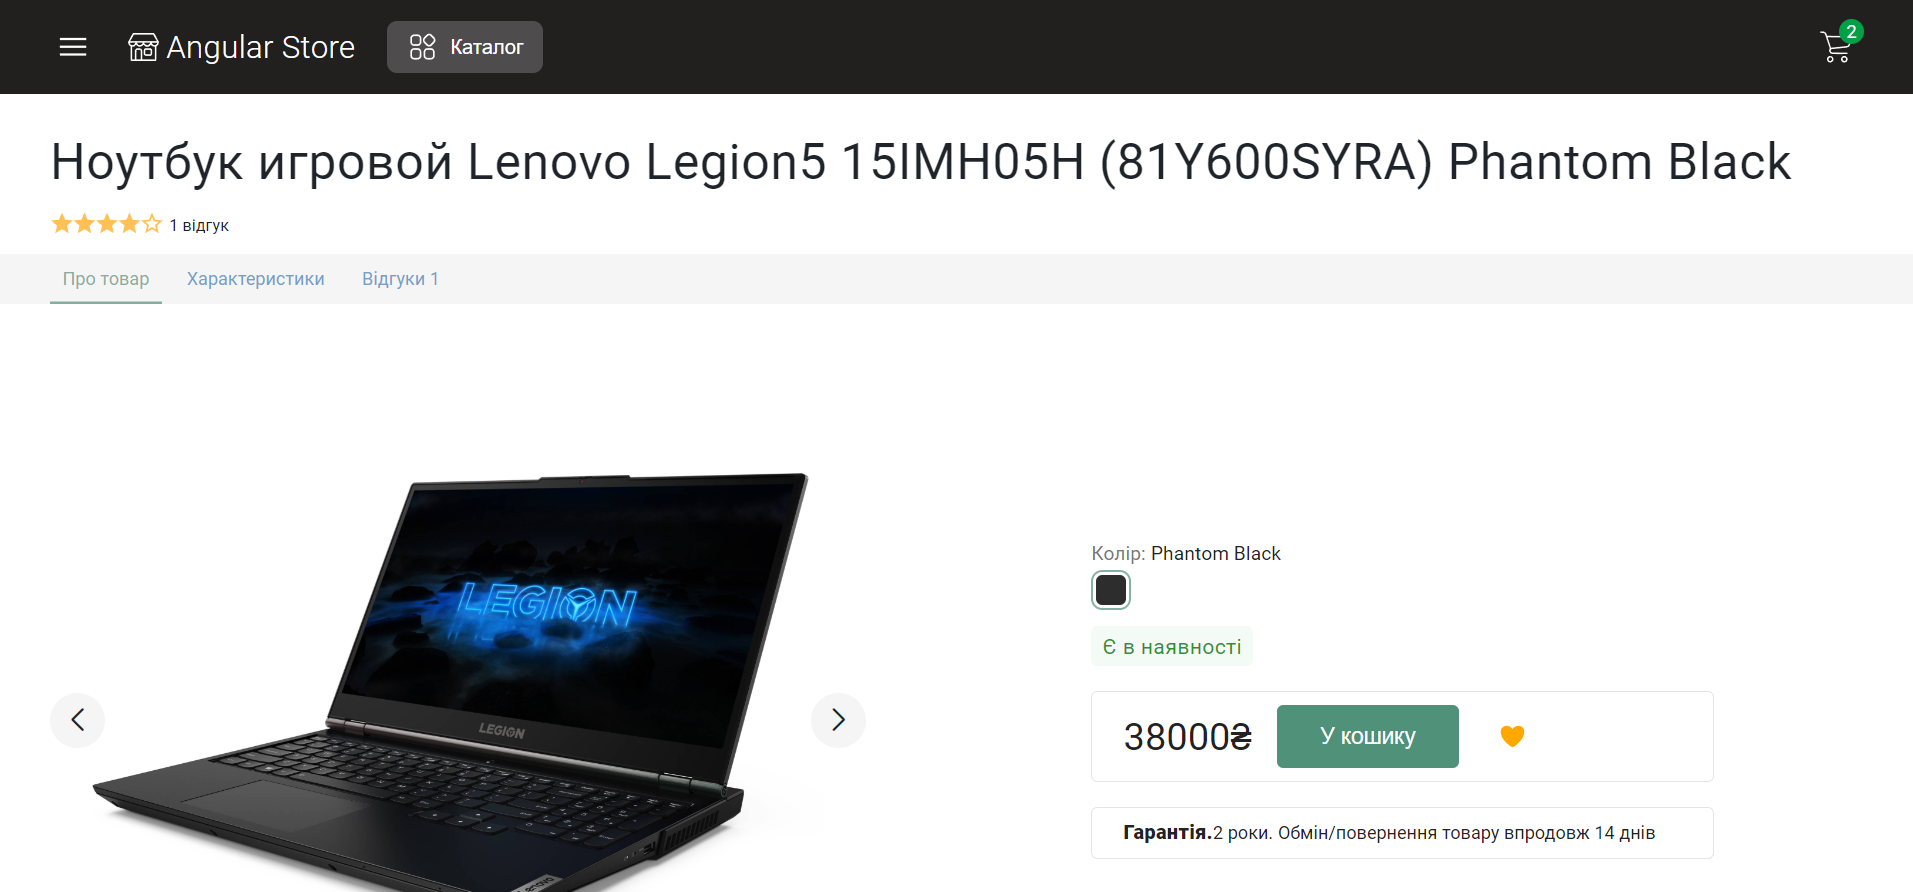 Angular Store
Каталог
2
Ноутбук игровой Lenovo Legion5 15IMH05H (81Y600SYRA) Phantom Black
1 відгук
Про товар
Характеристики
Відгуки 1
LEGION
LEGION
Lenovo
Колір: Phantom Black
Є в наявності
38000₴
У кошику
Гарантія.2 роки. Обмін/повернення товару впродовж 14 днів